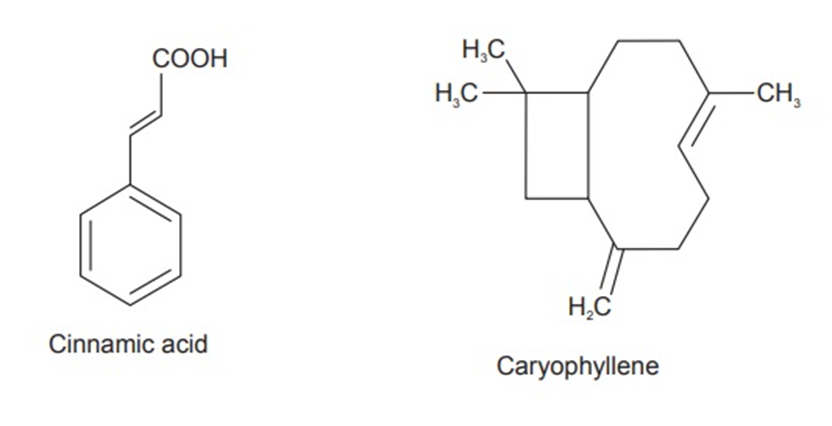 COOH
Cinnamic acid
H₃C
H₃C
CH₃
H₂C
Caryophyllene